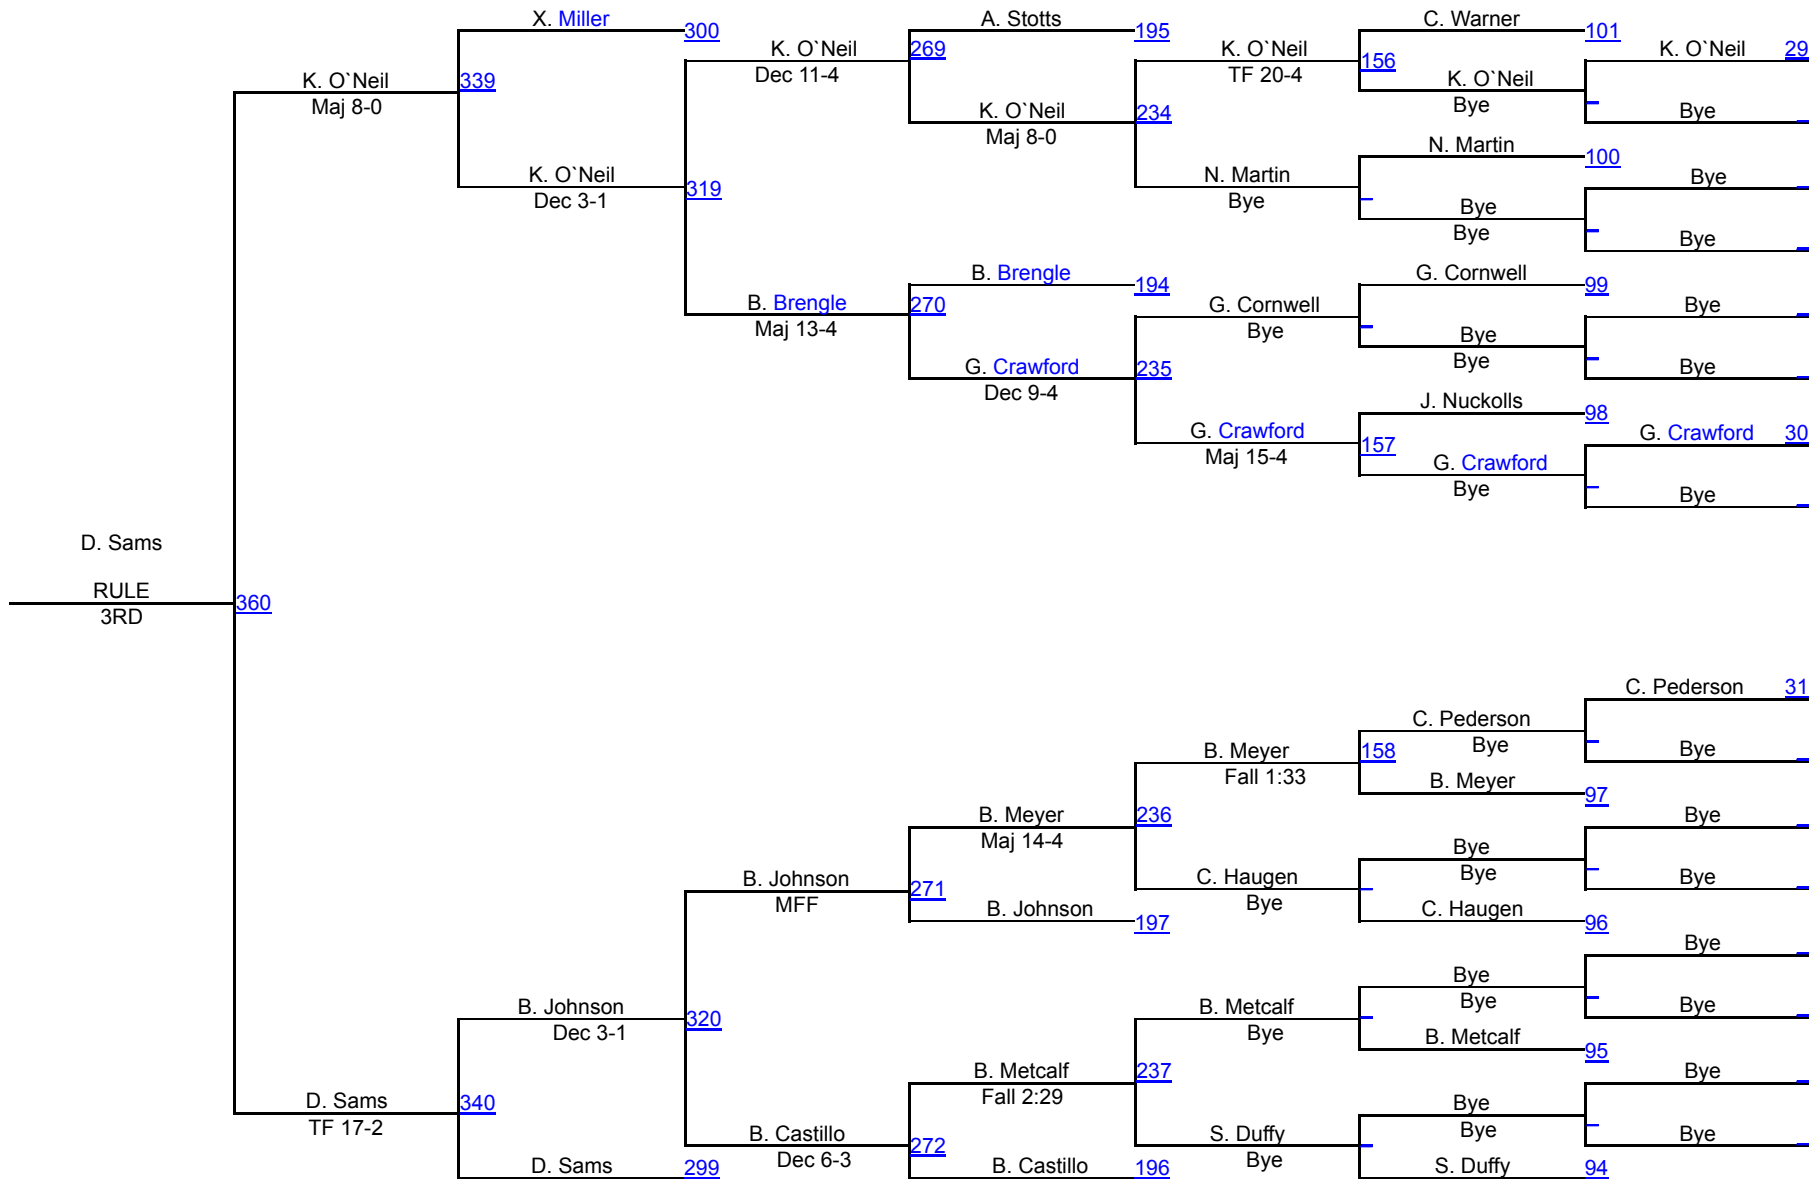 X. Miller
300
A. Stotts
195
C. Warner
101
K. O`Neil
269
K. O`Neil
K. O`Neil
29
Dec 11-4
TF 20-4
156
K. O`Neil
339
K. O`Neil
Bye
Maj 8-0
K. O`Neil
234
Bye
Maj 8-0
N. Martin
100
K. O`Neil
319
N. Martin
Bye
Dec 3-1
Bye
Bye
Bye
Bye
B. Brengle
194
G. Cornwell
99
B. Brengle
270
G. Cornwell
Bye
Maj 13-4
Bye
Bye
Bye
G. Crawford
235
Bye
Dec 9-4
J. Nuckolls
98
G. Crawford
157
G. Crawford
30
Maj 15-4
G. Crawford
Bye
Bye
D. Sams
RULE
360
3RD
C. Pederson
31
C. Pederson
Bye
B. Meyer
158
Bye
Fall 1:33
B. Meyer
97
B. Meyer
236
Bye
Maj 14-4
Bye
Bye
B. Johnson
271
C. Haugen
Bye
MFF
Bye
B. Johnson
197
C. Haugen
96
Bye
Bye
Bye
B. Johnson
320
B. Metcalf
Bye
Dec 3-1
Bye
B. Metcalf
95
B. Metcalf
237
Bye
Fall 2:29
D. Sams
340
Bye
Bye
TF 17-2
B. Castillo
272
S. Duffy
Bye
Dec 6-3
Bye
D. Sams
299
B. Castillo
196
S. Duffy
94